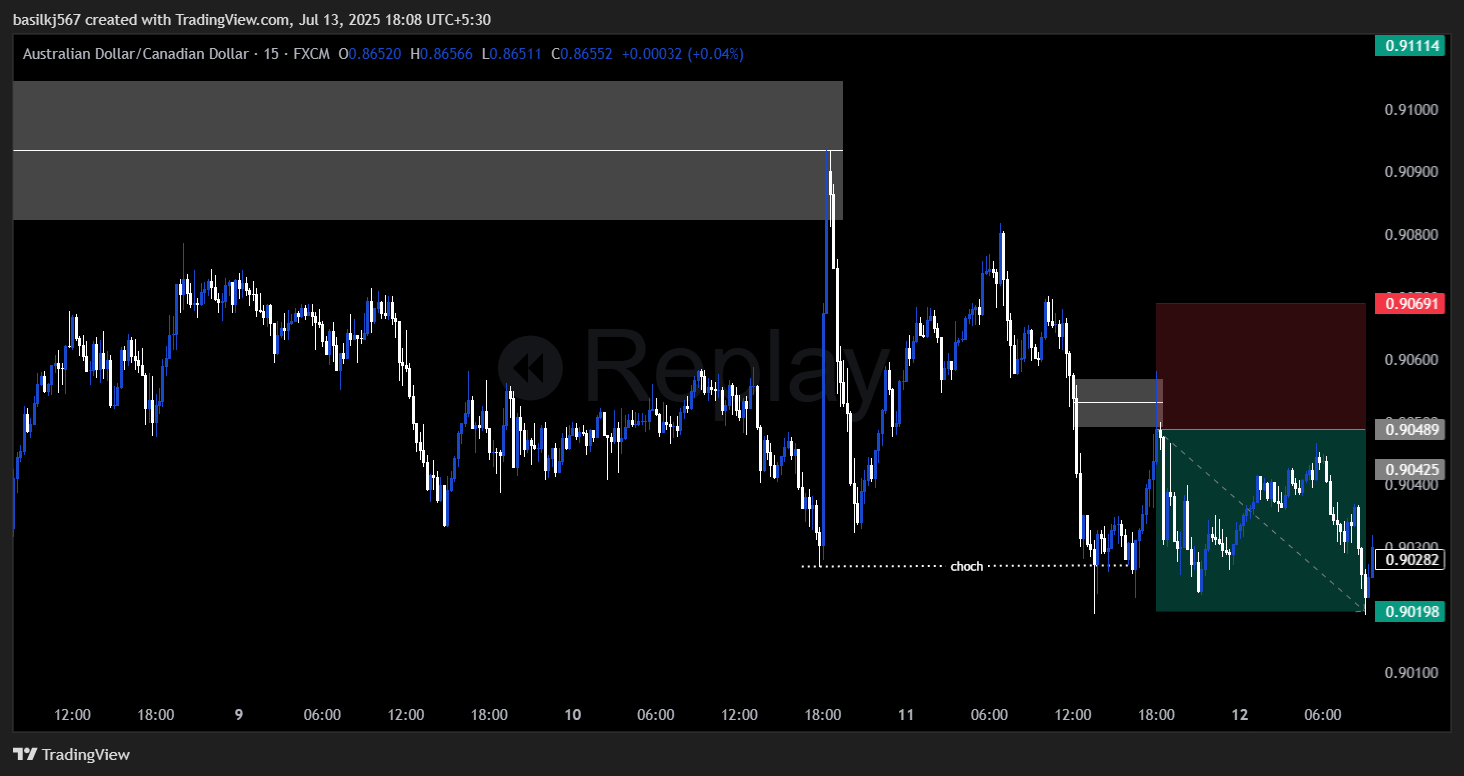 basilkj567 created with TradingView.com, Jul 13, 2025 18:08 UTC+5:30
Australian Dollar/Canadian Dollar · 15 · FXCM O0.86520 H0.86566 L0.86511 C0.86552 +0.00032 (+0.04%)
0.91114
0.91000
0.90900
0.90800
0.90691
0.90600
0.90489
0.90425
0.90400
0.90300
0.90282
0.90198
0.90100
Replay
choch
12:00 18:00 9 06:00 12:00 18:00 10 06:00 12:00 18:00 11 06:00 12:00 18:00 12 06:00
TradingView